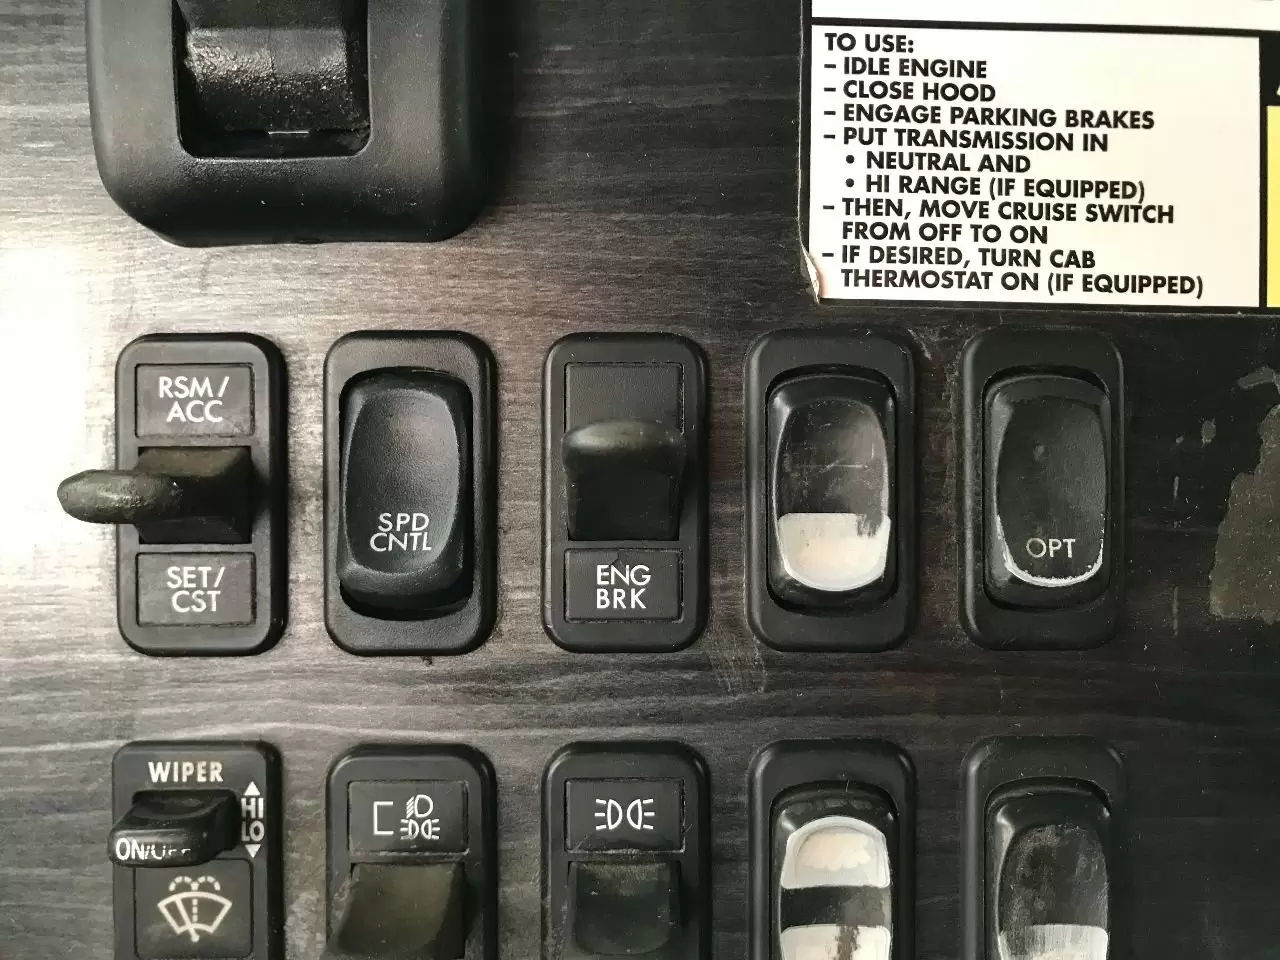 TO USE:
– IDLE ENGINE
– CLOSE HOOD
– ENGAGE PARKING BRAKES
– PUT TRANSMISSION IN
• NEUTRAL AND
• HI RANGE (IF EQUIPPED)
– THEN, MOVE CRUISE SWITCH
FROM OFF TO ON
– IF DESIRED, TURN CAB
THERMOSTAT ON (IF EQUIPPED)
RSM/
ACC
SET/
CST
SPD
CNTL
ENG
BRK
OPT
WIPER
HI
LO
ON/OFF